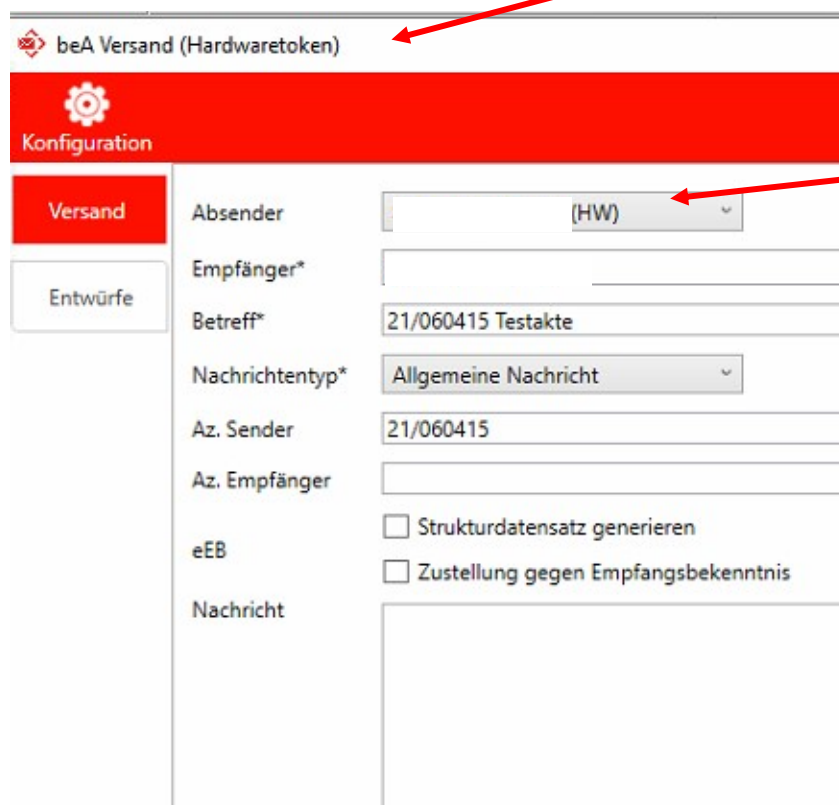 beA Versand (Hardwaretoken)
Konfiguration
Versand
Entwürfe
Absender (HW)
Empfänger*
Betreff* 21/060415 Testakte
Nachrichtentyp* Allgemeine Nachricht
Az. Sender 21/060415
Az. Empfänger
eEB
Strukturdatensatz generieren
Zustellung gegen Empfangsbekenntnis
Nachricht